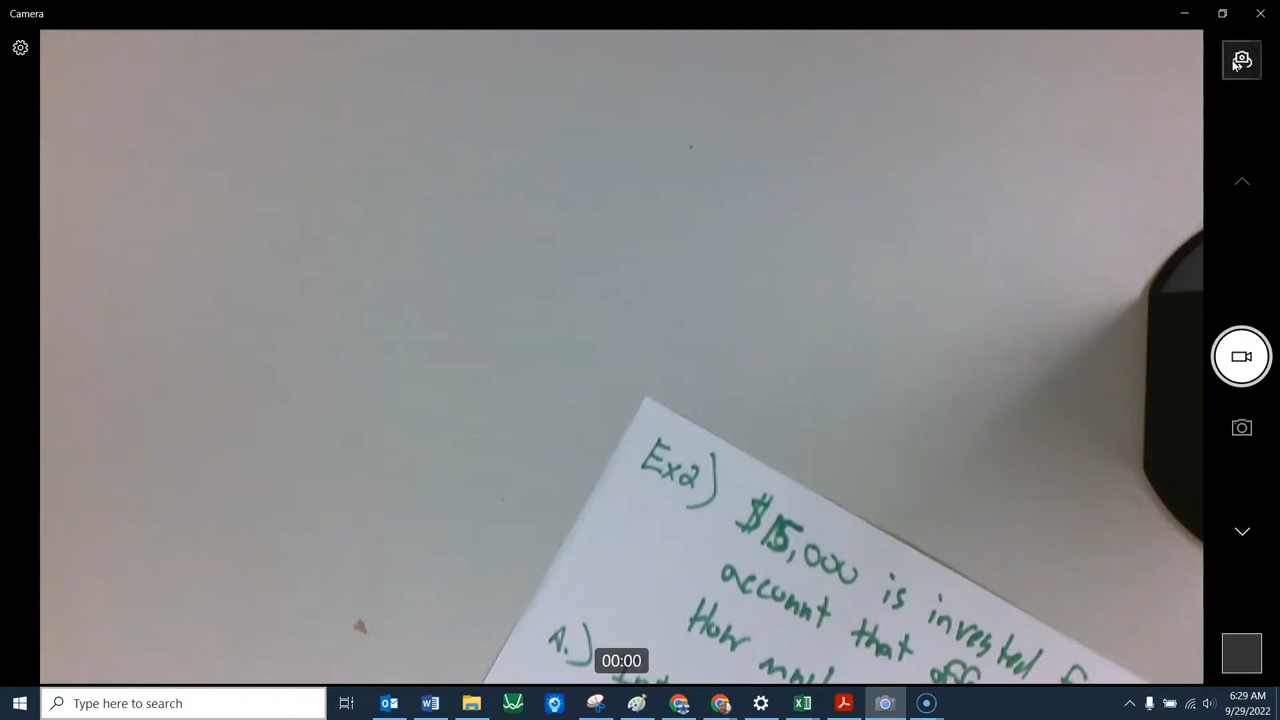 Camera
Ex2) $15,000 is invested
account that
How
A.)
00:00
Type here to search
6:29 AM
9/29/2022